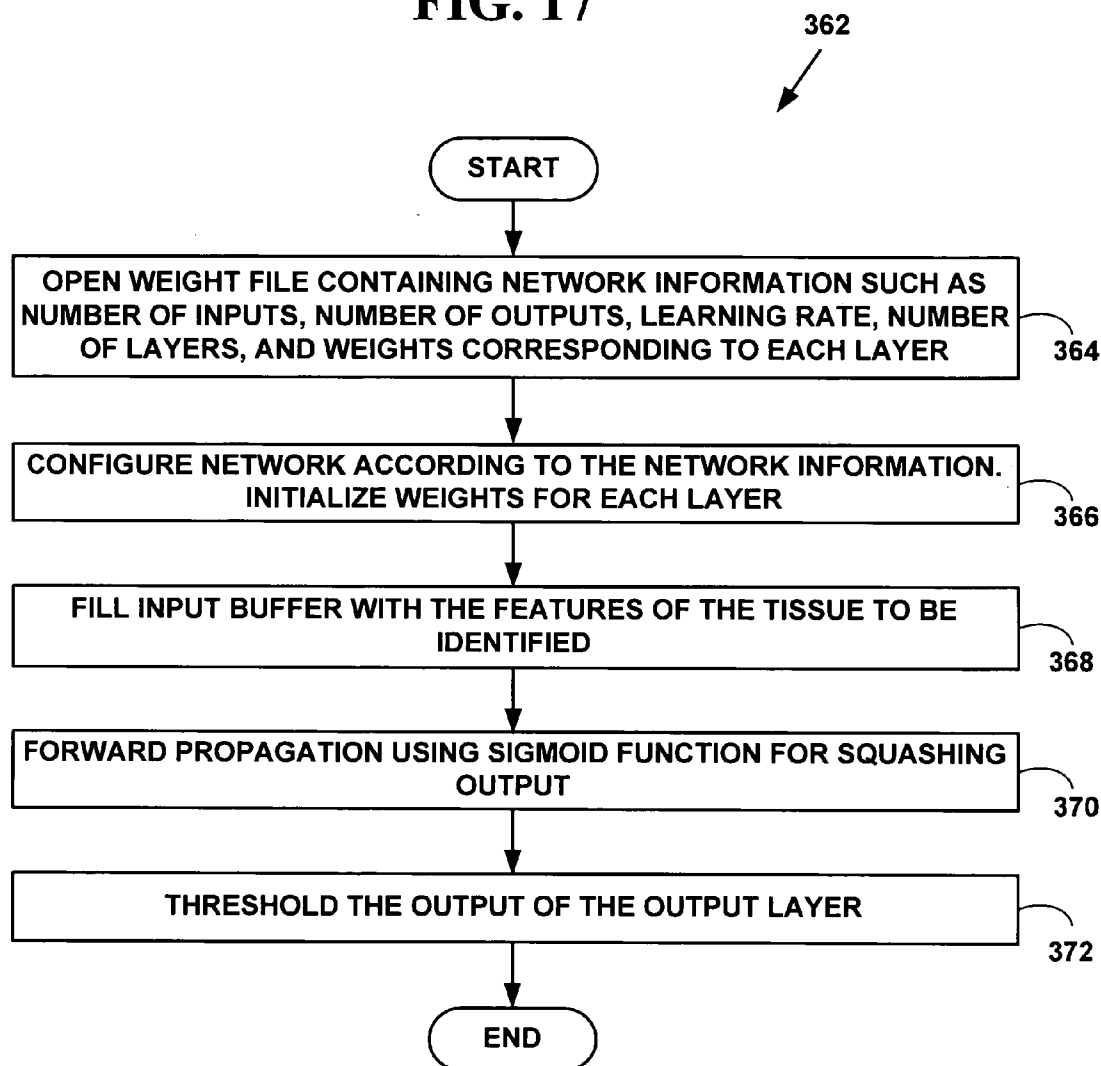 FIG. 17
362
START
OPEN WEIGHT FILE CONTAINING NETWORK INFORMATION SUCH AS
NUMBER OF INPUTS, NUMBER OF OUTPUTS, LEARNING RATE, NUMBER
OF LAYERS, AND WEIGHTS CORRESPONDING TO EACH LAYER
364
CONFIGURE NETWORK ACCORDING TO THE NETWORK INFORMATION.
INITIALIZE WEIGHTS FOR EACH LAYER
366
FILL INPUT BUFFER WITH THE FEATURES OF THE TISSUE TO BE
IDENTIFIED
368
FORWARD PROPAGATION USING SIGMOID FUNCTION FOR SQUASHING
OUTPUT
370
THRESHOLD THE OUTPUT OF THE OUTPUT LAYER
372
END